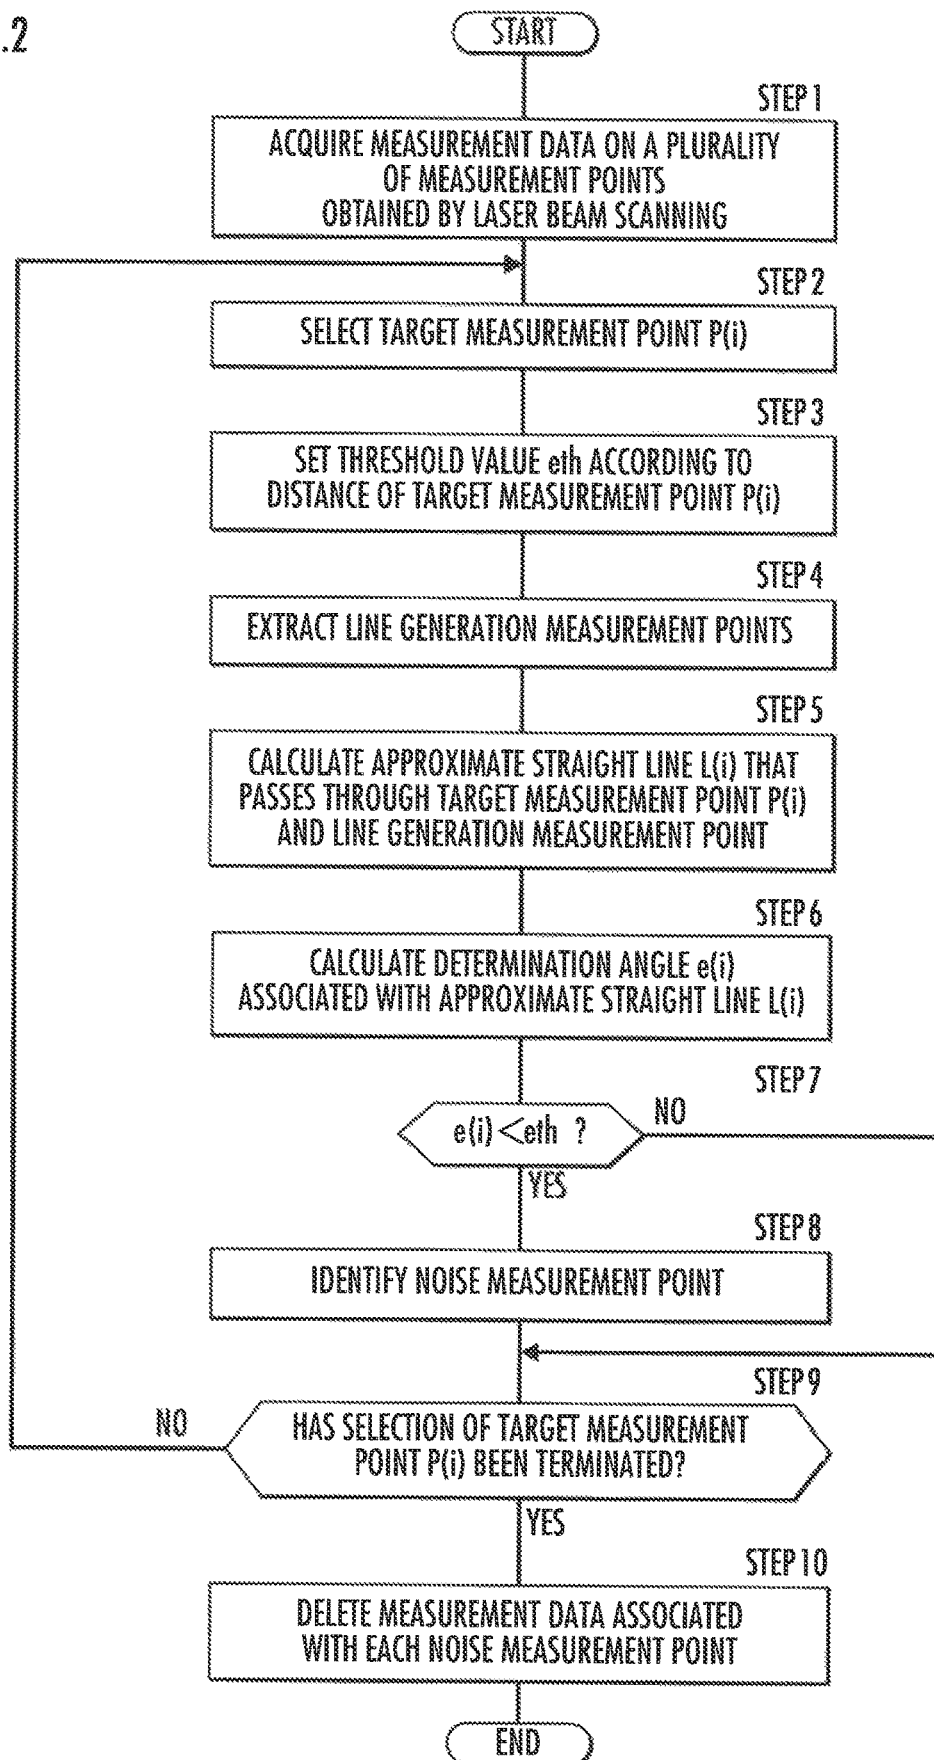 .2
START
STEP 1
ACQUIRE MEASUREMENT DATA ON A PLURALITY
OF MEASUREMENT POINTS
OBTAINED BY LASER BEAM SCANNING
STEP 2
SELECT TARGET MEASUREMENT POINT P(i)
STEP 3
SET THRESHOLD VALUE eth ACCORDING TO
DISTANCE OF TARGET MEASUREMENT POINT P(i)
STEP 4
EXTRACT LINE GENERATION MEASUREMENT POINTS
STEP 5
CALCULATE APPROXIMATE STRAIGHT LINE L(i) THAT
PASSES THROUGH TARGET MEASUREMENT POINT P(i)
AND LINE GENERATION MEASUREMENT POINT
STEP 6
CALCULATE DETERMINATION ANGLE e(i)
ASSOCIATED WITH APPROXIMATE STRAIGHT LINE L(i)
STEP 7
e(i) <eth ?
NO
YES
STEP 8
IDENTIFY NOISE MEASUREMENT POINT
STEP 9
HAS SELECTION OF TARGET MEASUREMENT
POINT P(i) BEEN TERMINATED?
NO
YES
STEP 10
DELETE MEASUREMENT DATA ASSOCIATED
WITH EACH NOISE MEASUREMENT POINT
END